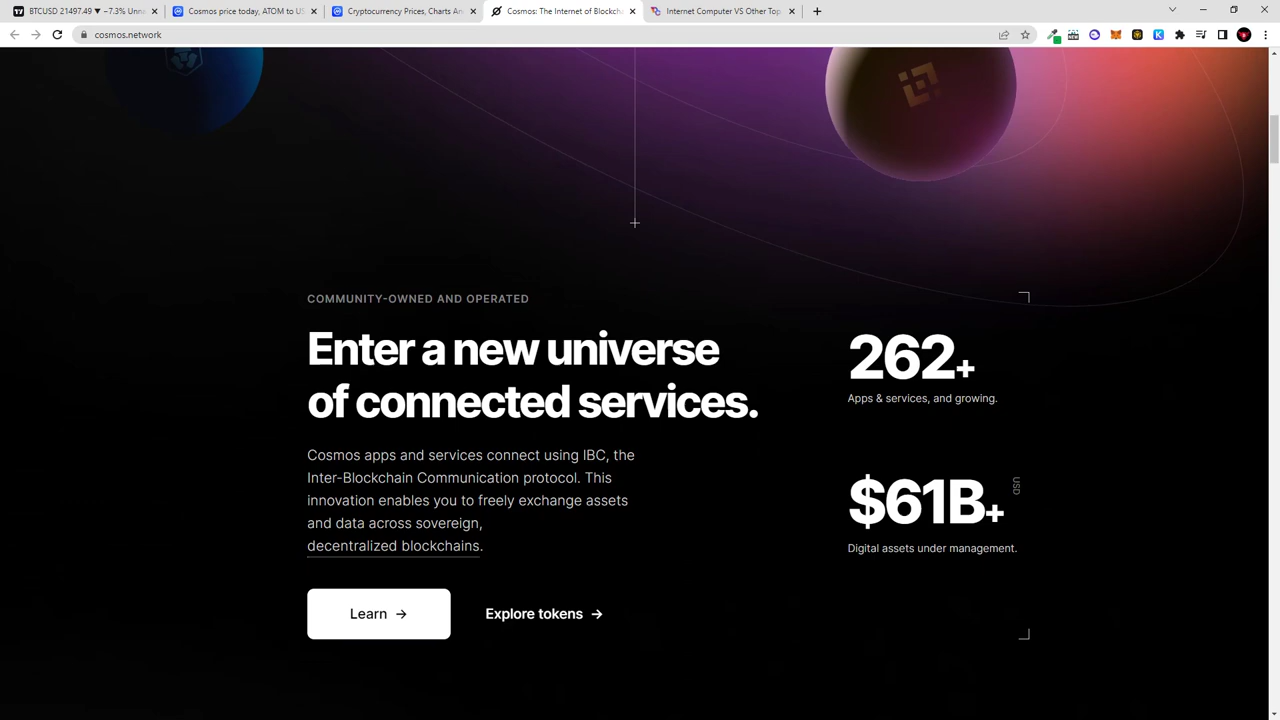 BTCUSD 21497.49 ▼ −7.3% Unna
Cosmos price today, ATOM to US
Cryptocurrency Prices, Charts An
Cosmos: The Internet of Blockcha
Internet Computer VS Other Top
cosmos.network
COMMUNITY-OWNED AND OPERATED
Enter a new universe
of connected services.
Cosmos apps and services connect using IBC, the
Inter-Blockchain Communication protocol. This
innovation enables you to freely exchange assets
and data across sovereign,
decentralized blockchains.
Learn →
Explore tokens →
262+
Apps & services, and growing.
$61B+
USD
Digital assets under management.